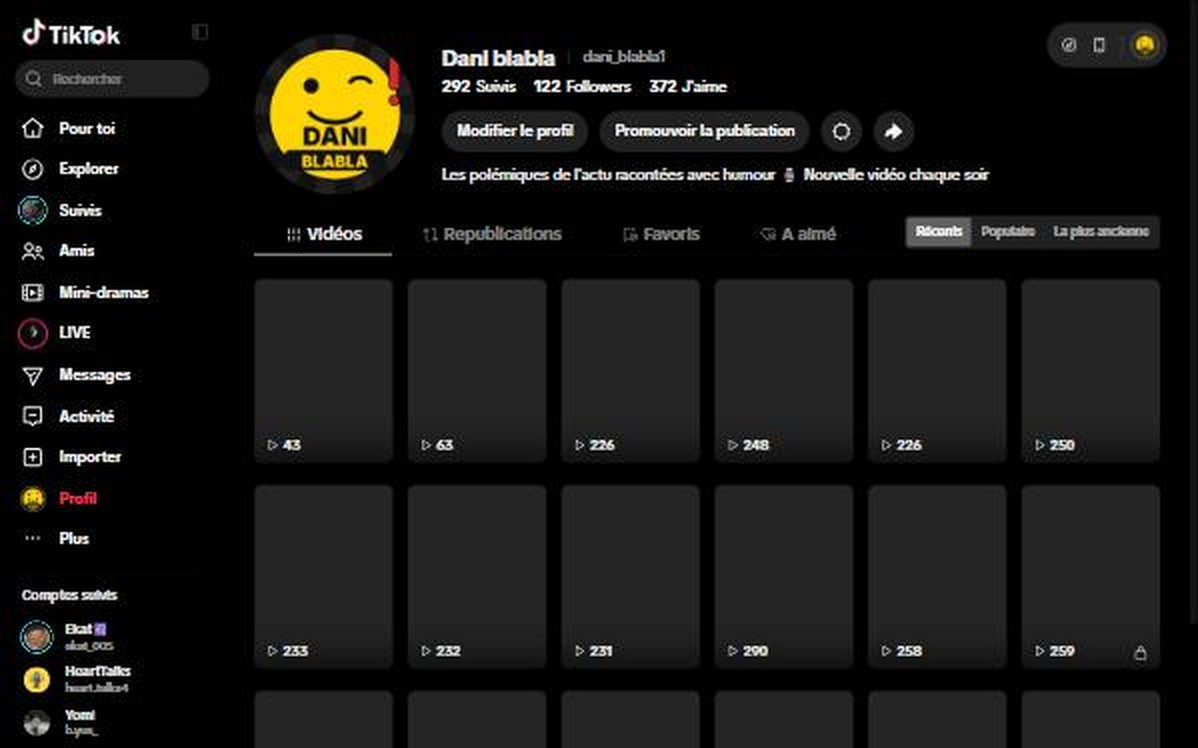 TikTok
Rechercher
Pour toi
Explorer
Suivis
Amis
Mini-dramas
LIVE
Messages
Activité
Importer
Profil
Plus
Comptes suivis
Ekat
ekat_005
HeartTalks
heart.talks4
Yomi
DANI
BLABLA
Dani blabla dani_blabla1
292 Suivis 122 Followers 372 J'aime
Modifier le profil Promouvoir la publication
Les polémiques de l'actu racontées avec humour 🎙️ Nouvelle vidéo chaque soir
Vidéos Republications Favoris A aimé
Récents Populaire La plus ancienne
43 63 226 248 226 250
233 232 231 290 258 259